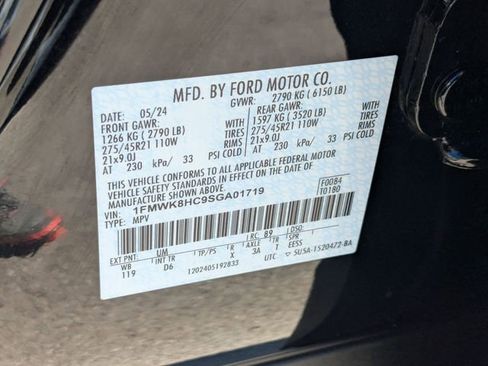 MFD. BY FORD MOTOR CO.
DATE: 05/24 GVWR: 2790 KG ( 6150 LB)
FRONT GAWR: REAR GAWR:
1266 KG ( 2790 LB) WITH 1597 KG ( 3520 LB) WITH
275/45R21 110W TIRES 275/45R21 110W TIRES
21x9.0J RIMS 21x9.0J RIMS
AT 230 kPa/ 33 PSI COLD AT 230 kPa/ 33 PSI COLD
THIS VEHICLE CONFORMS TO ALL APPLICABLE FEDERAL MOTOR
VEHICLE SAFETY STANDARDS IN EFFECT ON THE DATE OF
MANUFACTURE SHOWN ABOVE.
VIN: 1FMWK8HC9SGA01719 F0084
TYPE: MPV T0180
EXT PNT: UM RC: 89 DSO:
WB INT TR TP/PS R AXLE TR SPR
119 D6 X 3A T EESS
1202405192833 UTC 5U5A-1520472-BA